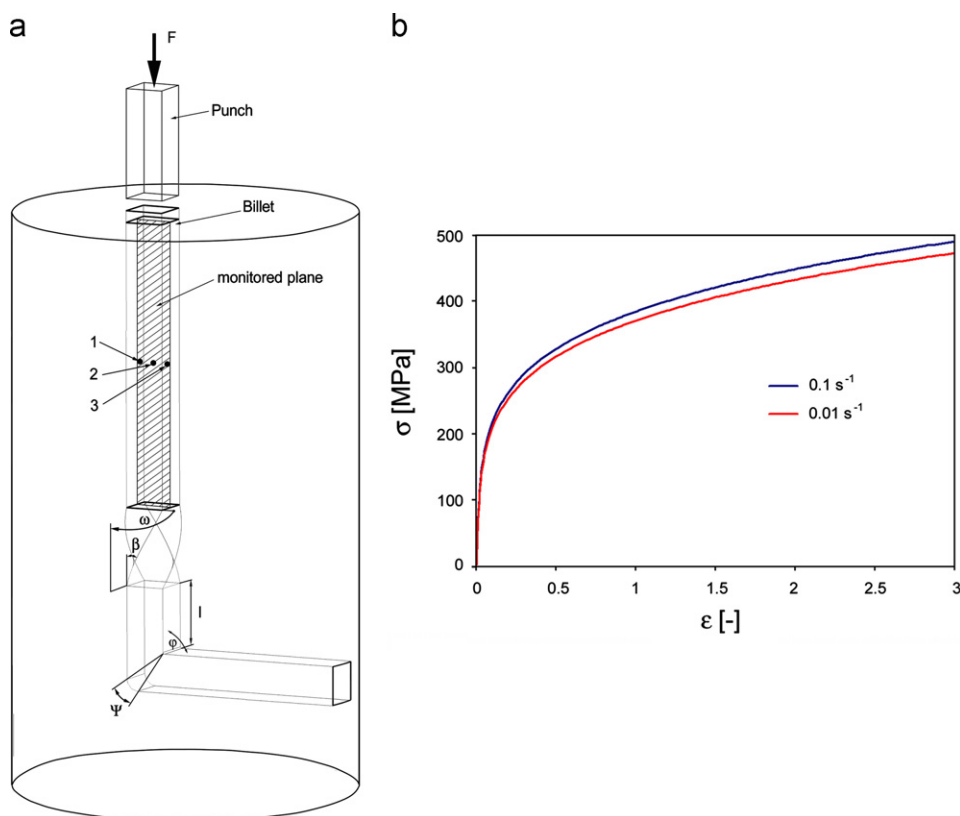 a
F
Punch
Billet
monitored plane
1
2
3
ω
β
l
φ
Ψ
b
500
400
300
200
100
0
σ [MPa]
0.1 s⁻¹
0.01 s⁻¹
0 0.5 1 1.5 2 2.5 3
ε [-]